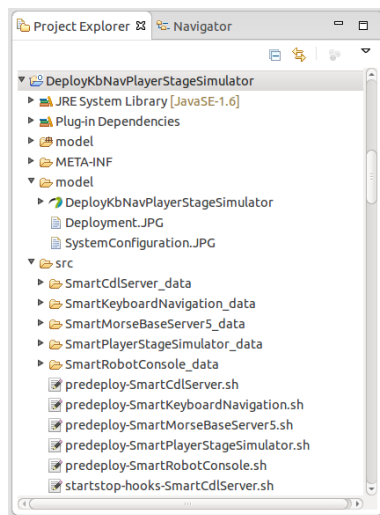 Project Explorer Navigator
DeployKbNavPlayerStageSimulator
JRE System Library [JavaSE-1.6]
Plug-in Dependencies
model
META-INF
model
DeployKbNavPlayerStageSimulator
Deployment.JPG
SystemConfiguration.JPG
src
SmartCdlServer_data
SmartKeyboardNavigation_data
SmartMorseBaseServer5_data
SmartPlayerStageSimulator_data
SmartRobotConsole_data
predeploy-SmartCdlServer.sh
predeploy-SmartKeyboardNavigation.sh
predeploy-SmartMorseBaseServer5.sh
predeploy-SmartPlayerStageSimulator.sh
predeploy-SmartRobotConsole.sh
startstop-hooks-SmartCdlServer.sh